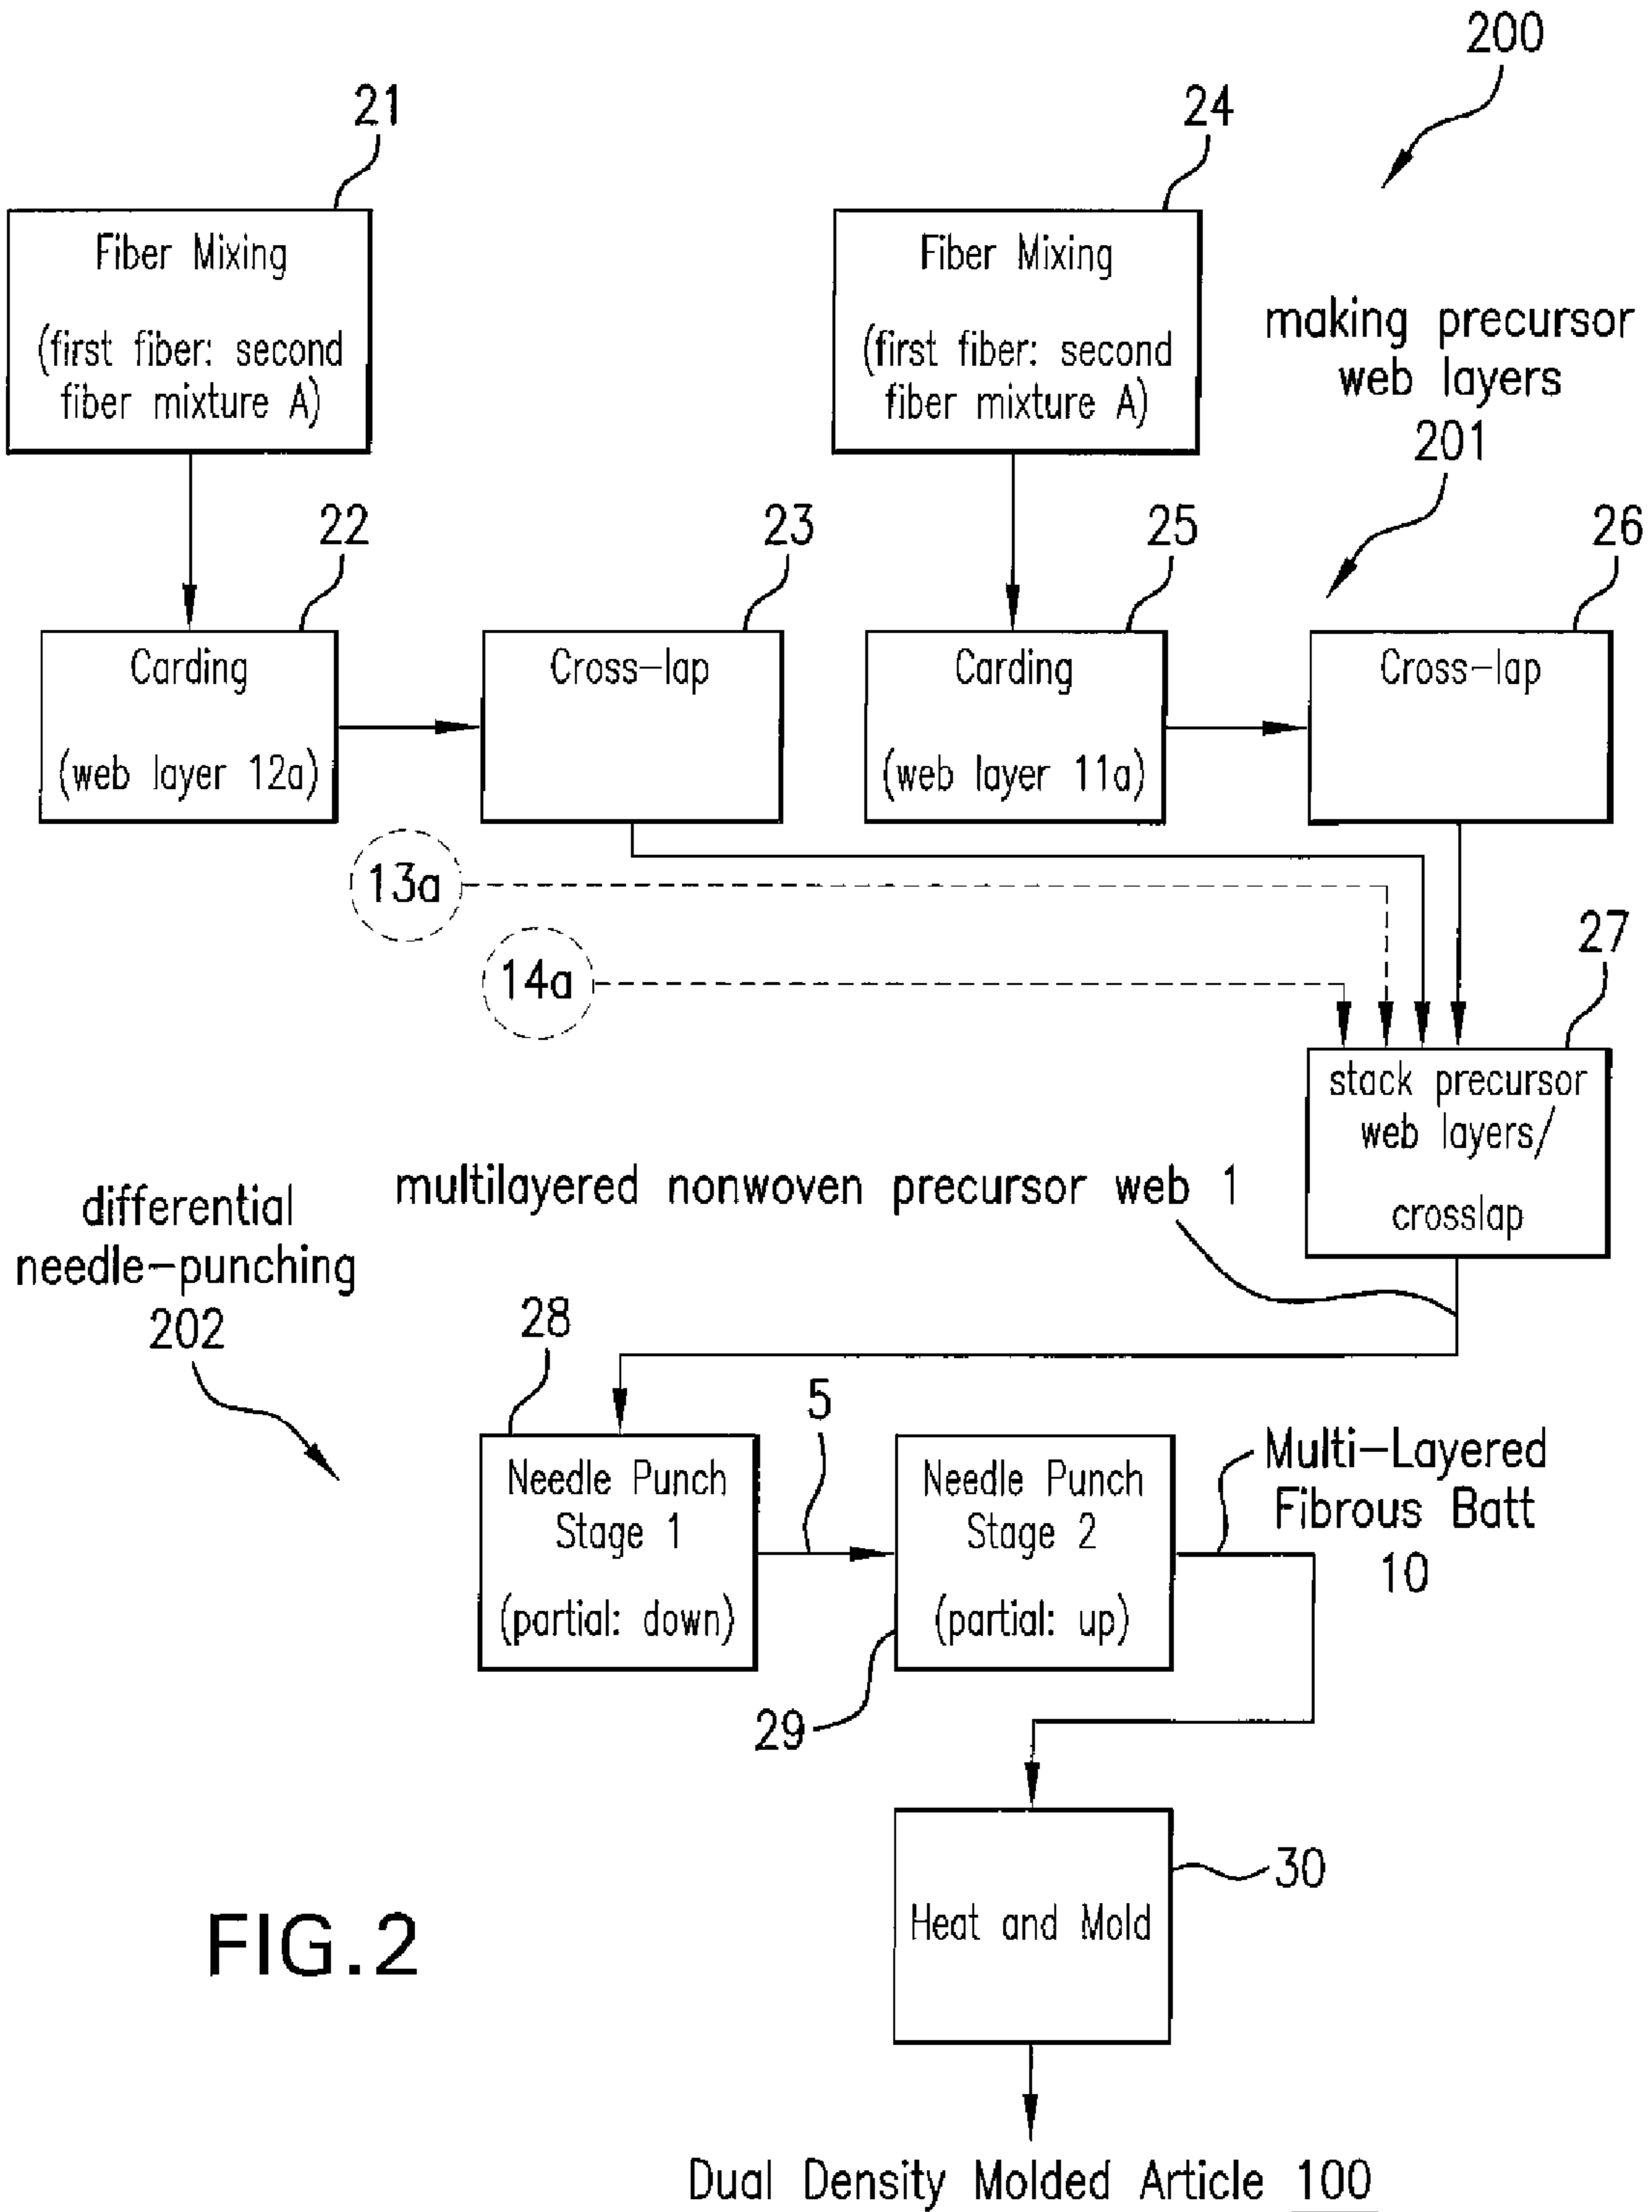 200
21
24
Fiber Mixing
(first fiber: second
fiber mixture A)
Fiber Mixing
(first fiber: second
fiber mixture A)
making precursor
web layers
201
22
23
25
26
Carding
(web layer 12a)
Cross-lap
Carding
(web layer 11a)
Cross-lap
13a
14a
27
stack precursor
web layers/
crosslap
multilayered nonwoven precursor web 1
differential
needle-punching
202
28
5
Needle Punch
Stage 1
(partial: down)
Needle Punch
Stage 2
(partial: up)
Multi-Layered
Fibrous Batt
10
29
30
Heat and Mold
FIG.2
Dual Density Molded Article 100